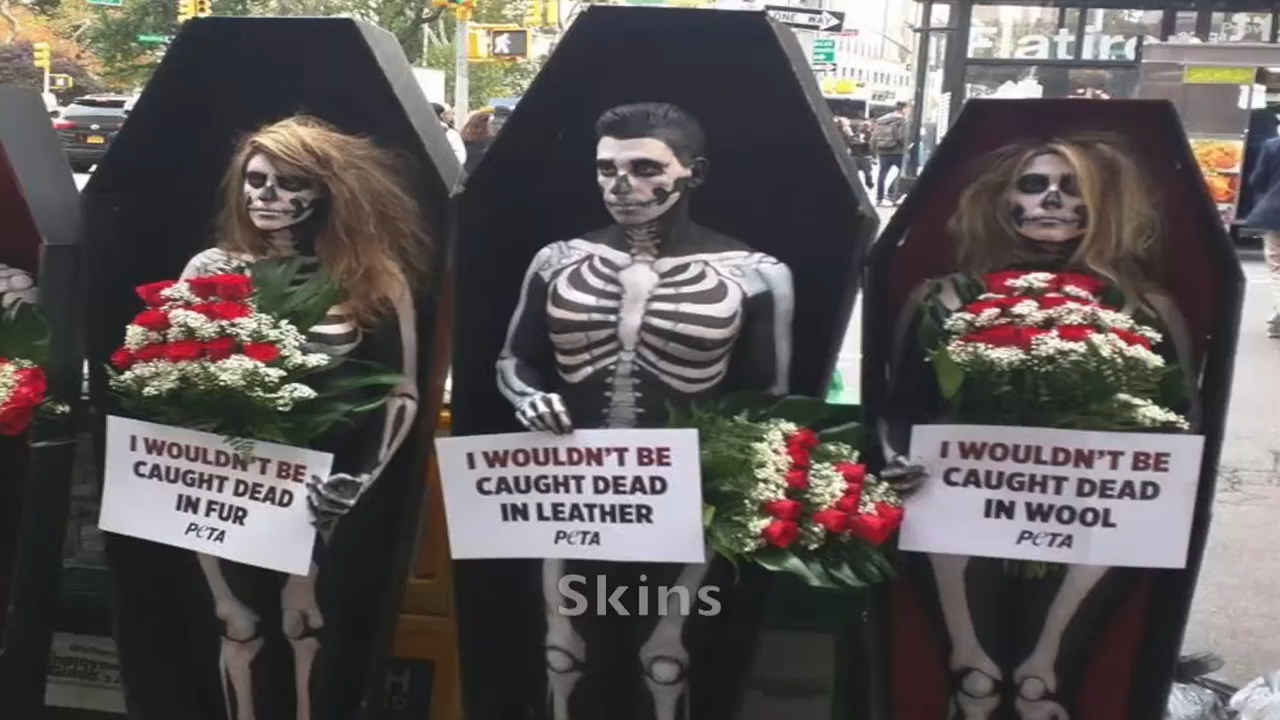 ONE WAY
Flatiro
I WOULDN'T BE
CAUGHT DEAD
IN FUR
PETA
I WOULDN'T BE
CAUGHT DEAD
IN LEATHER
PETA
I WOULDN'T BE
CAUGHT DEAD
IN WOOL
PETA
Skins